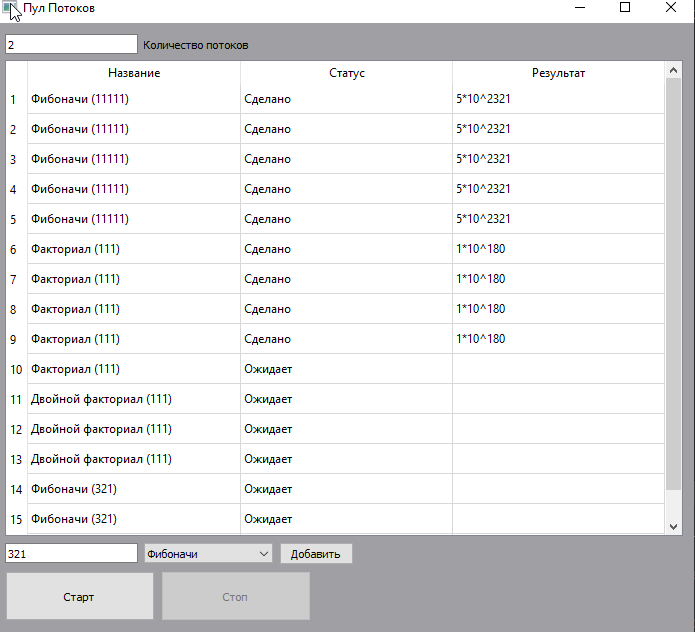 Пул Потоков
2 Количество потоков
Название Статус Результат
1 Фибоначи (11111) Сделано 5*10^2321
2 Фибоначи (11111) Сделано 5*10^2321
3 Фибоначи (11111) Сделано 5*10^2321
4 Фибоначи (11111) Сделано 5*10^2321
5 Фибоначи (11111) Сделано 5*10^2321
6 Факториал (111) Сделано 1*10^180
7 Факториал (111) Сделано 1*10^180
8 Факториал (111) Сделано 1*10^180
9 Факториал (111) Сделано 1*10^180
10 Факториал (111) Ожидает
11 Двойной факториал (111) Ожидает
12 Двойной факториал (111) Ожидает
13 Двойной факториал (111) Ожидает
14 Фибоначи (321) Ожидает
15 Фибоначи (321) Ожидает
321 Фибоначи Добавить
Старт Стоп